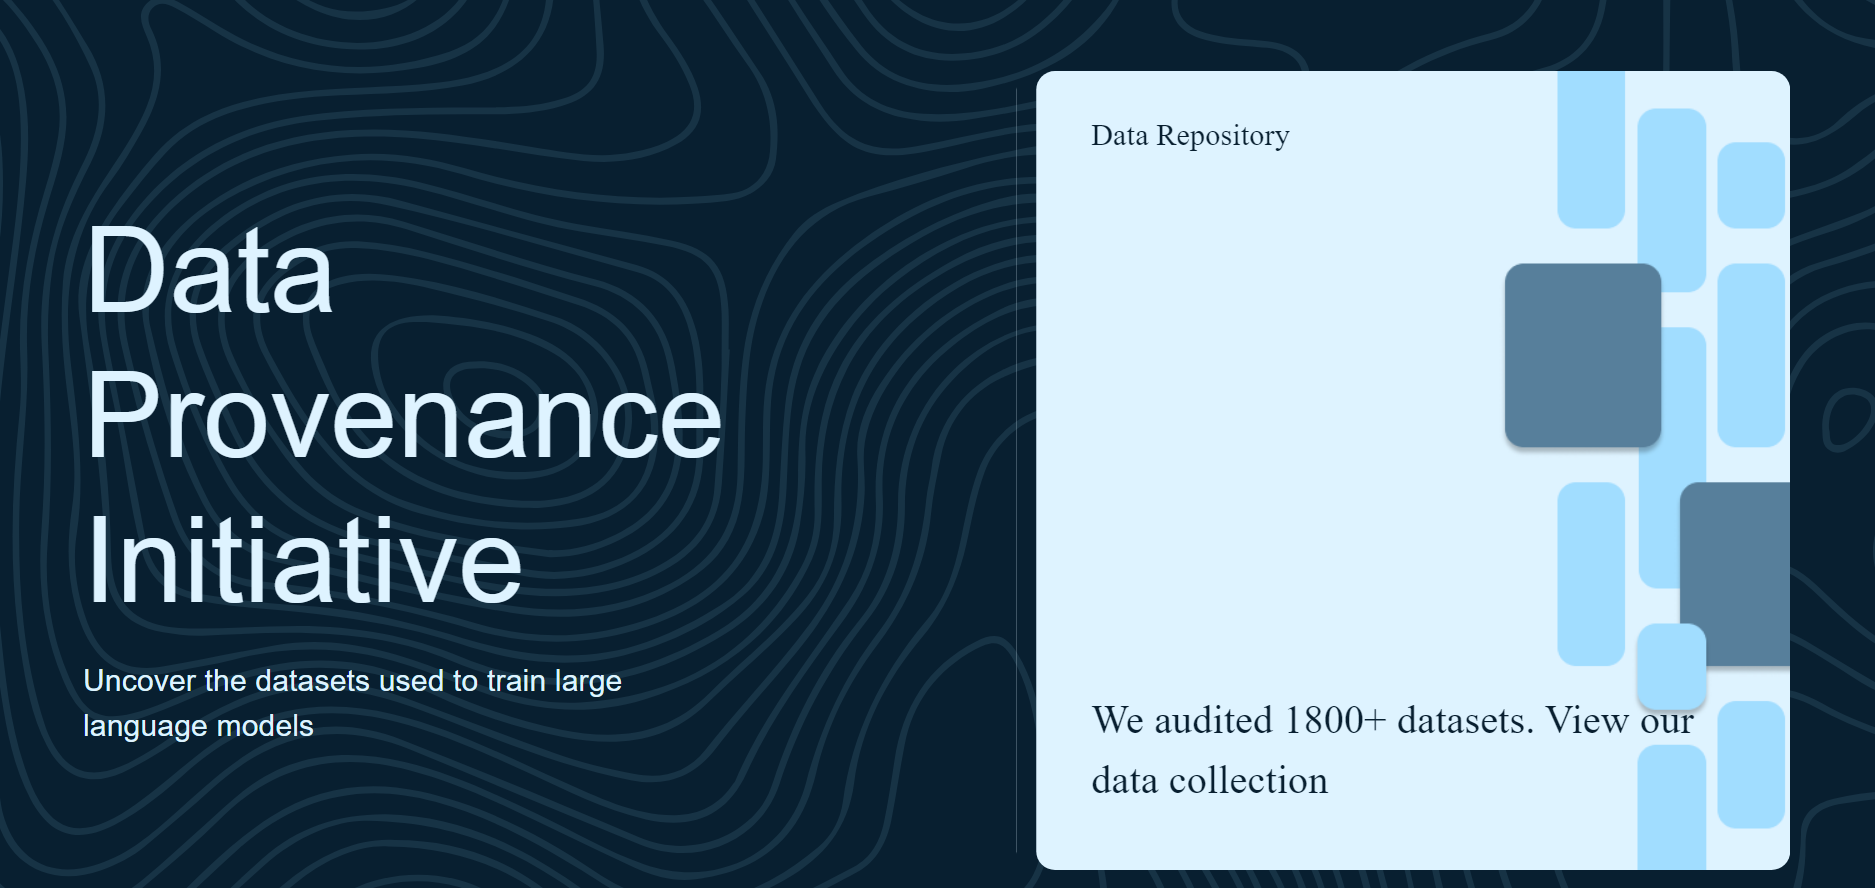 Data
Provenance
Initiative
Uncover the datasets used to train large
language models
Data Repository
We audited 1800+ datasets. View our
data collection